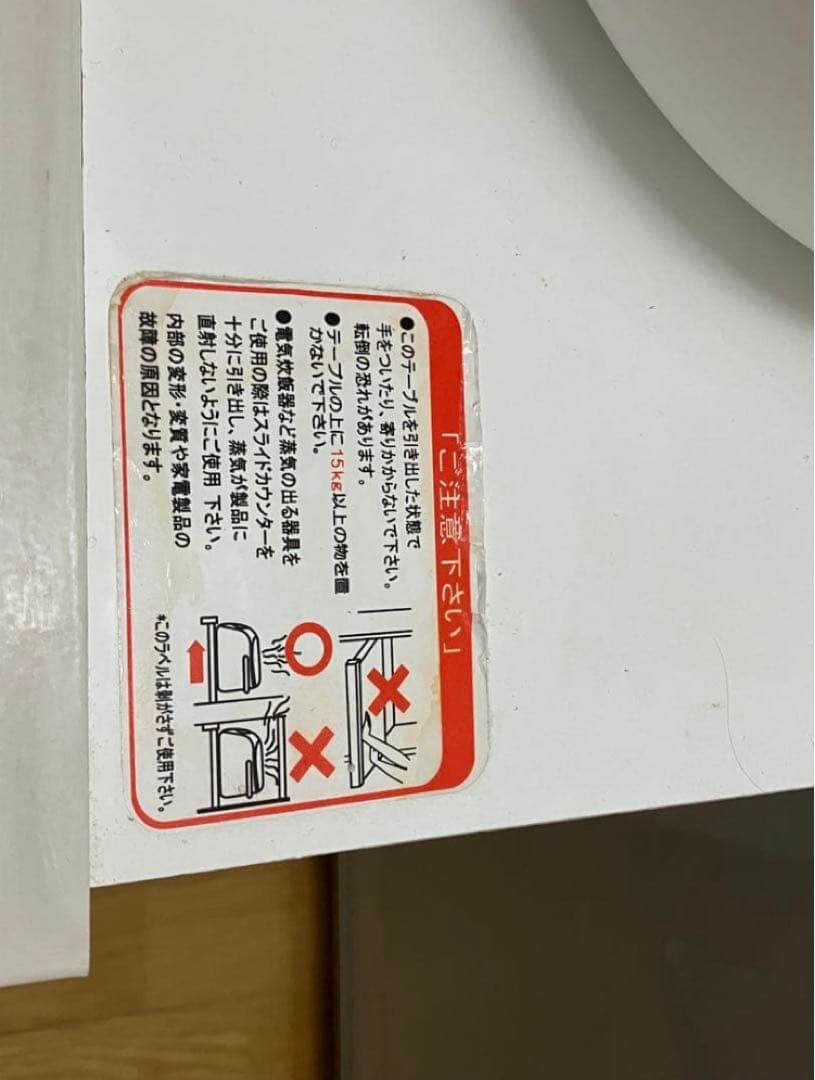 「ご注意下さい」
●このテーブルを引き出した状態で
手をついたり、寄りかからないで下さい。
転倒の恐れがあります。
●テーブルの上に15kg以上の物を置
かないで下さい。
●電気炊飯器など蒸気の出る器具を
ご使用の際はスライドカウンターを
十分に引き出し、蒸気が製品に
直射しないようにご使用 下さい。
内部の変形・変質や家電製品の
故障の原因となります。
*このラベルは剥がさずご使用下さい。